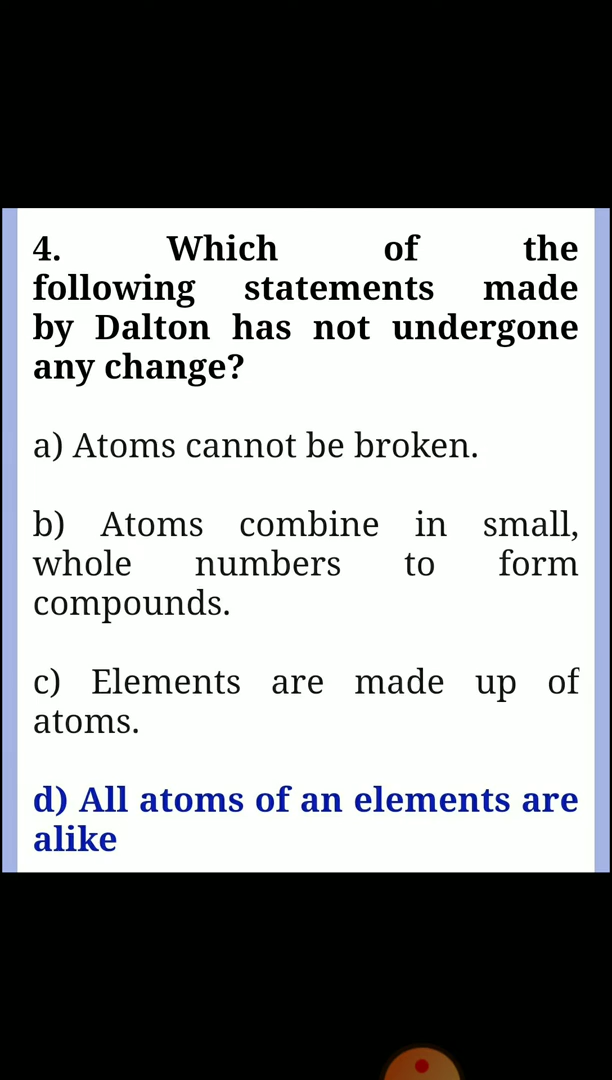 4. Which of the
following statements made
by Dalton has not undergone
any change?
a) Atoms cannot be broken.
b) Atoms combine in small,
whole numbers to form
compounds.
c) Elements are made up of
atoms.
d) All atoms of an elements are
alike